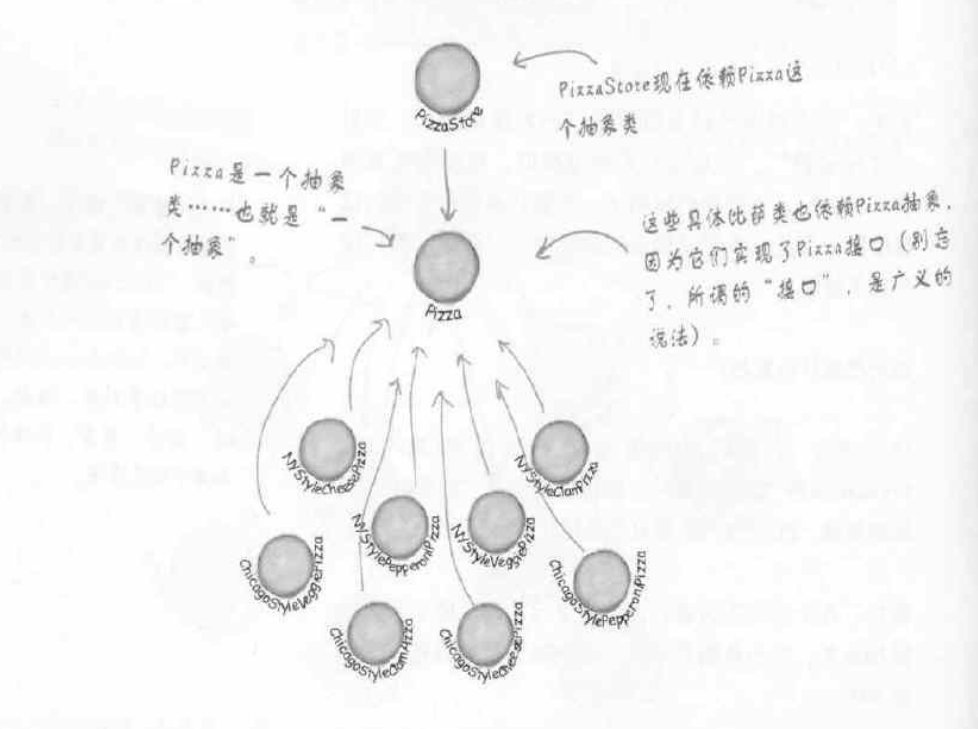 PizzaStore
PizzaStore现在依赖Pizza这
个抽象类
Pizza是一个抽象
类……也就是“一
个抽象”。
这些具体比萨类也依赖Pizza抽象，
因为它们实现了Pizza接口（别忘
了，所谓的“接口”，是广义的
说法）。
Pizza
NYStyleCheesePizza
NYStyleClamPizza
NYStylePepperoniPizza
NYStyleVeggiePizza
ChicagoStyleVeggiePizza
ChicagoStylePepperoniPizza
ChicagoStyleClamPizza
ChicagoStyleCheesePizza